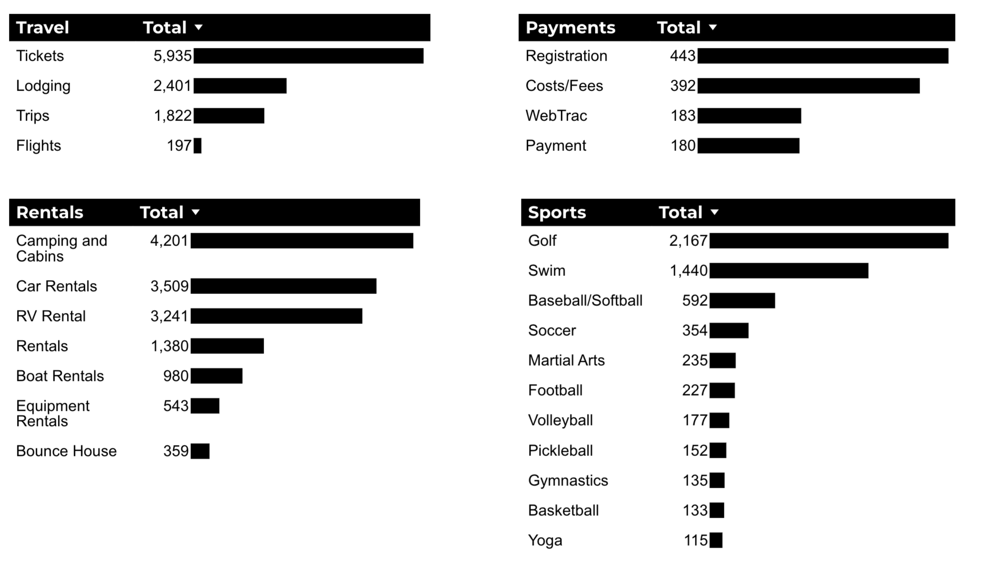 Travel Total ▼
Tickets 5,935
Lodging 2,401
Trips 1,822
Flights 197
Payments Total ▼
Registration 443
Costs/Fees 392
WebTrac 183
Payment 180
Rentals Total ▼
Camping and 4,201
Cabins
Car Rentals 3,509
RV Rental 3,241
Rentals 1,380
Boat Rentals 980
Equipment 543
Rentals
Bounce House 359
Sports Total ▼
Golf 2,167
Swim 1,440
Baseball/Softball 592
Soccer 354
Martial Arts 235
Football 227
Volleyball 177
Pickleball 152
Gymnastics 135
Basketball 133
Yoga 115